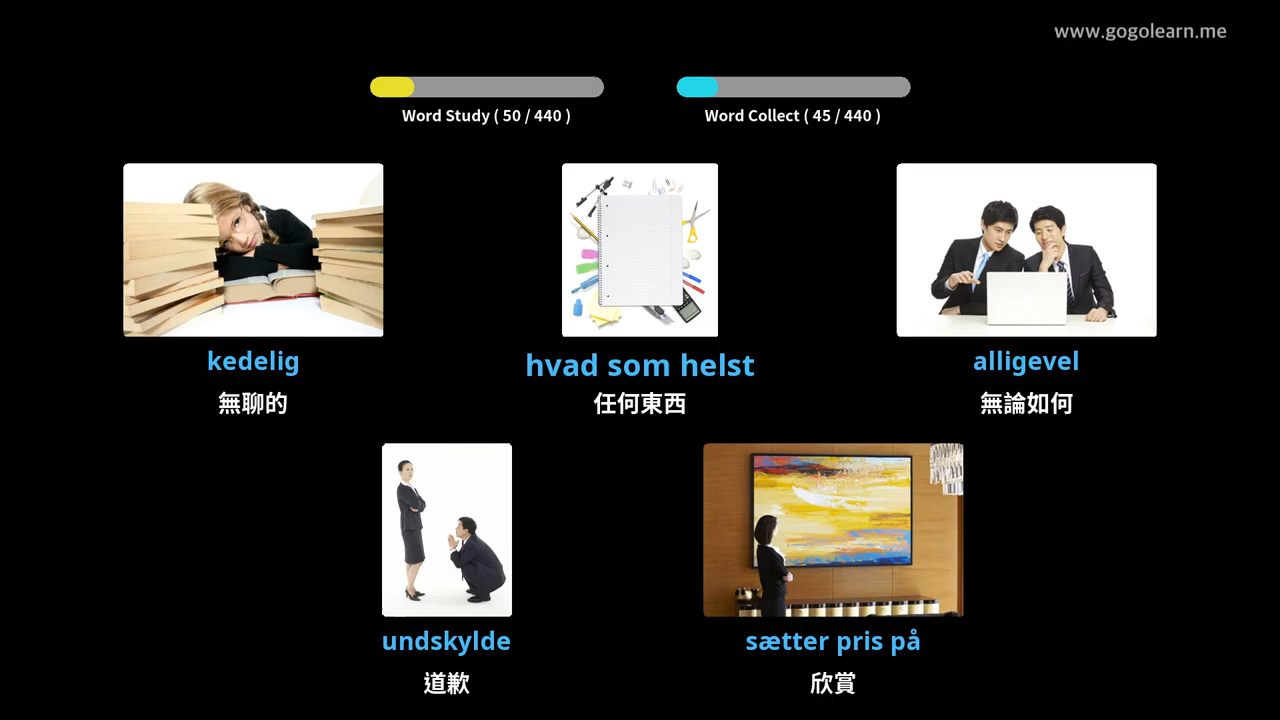 www.gogolearn.me
Word Study ( 50 / 440 )
Word Collect ( 45 / 440 )
kedelig
無聊的
hvad som helst
任何東西
alligevel
無論如何
undskylde
道歉
sætter pris på
欣賞